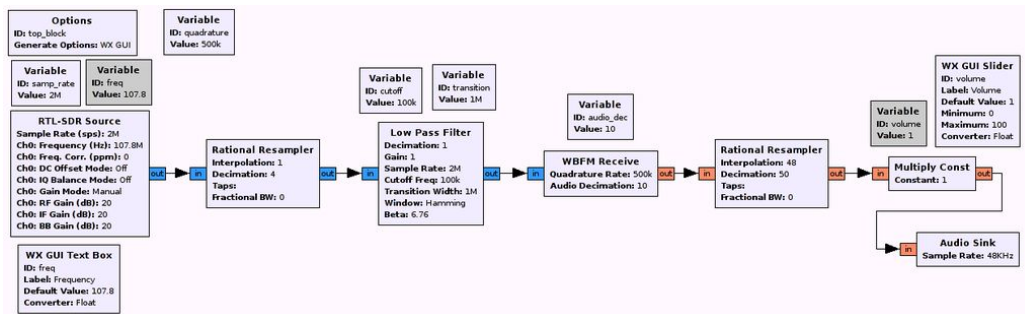 Options
ID: top_block
Generate Options: WX GUI
Variable
ID: quadrature
Value: 500k
Variable
ID: samp_rate
Value: 2M
Variable
ID: freq
Value: 107.8
Variable
ID: cutoff
Value: 100k
Variable
ID: transition
Value: 1M
Variable
ID: audio_dec
Value: 10
Variable
ID: volume
Value: 1
WX GUI Slider
ID: volume
Label: Volume
Default Value: 1
Minimum: 0
Maximum: 100
Converter: Float
RTL-SDR Source
Sample Rate (sps): 2M
Ch0: Frequency (Hz): 107.8M
Ch0: Freq. Corr. (ppm): 0
Ch0: DC Offset Mode: Off
Ch0: IQ Balance Mode: Off
Ch0: Gain Mode: Manual
Ch0: RF Gain (dB): 20
Ch0: IF Gain (dB): 20
Ch0: BB Gain (dB): 20
out
in
Rational Resampler
Interpolation: 1
Decimation: 4
Taps:
Fractional BW: 0
out
in
Low Pass Filter
Decimation: 1
Gain: 1
Sample Rate: 2M
Cutoff Freq: 100k
Transition Width: 1M
Window: Hamming
Beta: 6.76
out
in
WBFM Receive
Quadrature Rate: 500k
Audio Decimation: 10
out
in
Rational Resampler
Interpolation: 48
Decimation: 50
Taps:
Fractional BW: 0
out
in
Multiply Const
Constant: 1
out
in
Audio Sink
Sample Rate: 48KHz
WX GUI Text Box
ID: freq
Label: Frequency
Default Value: 107.8
Converter: Float